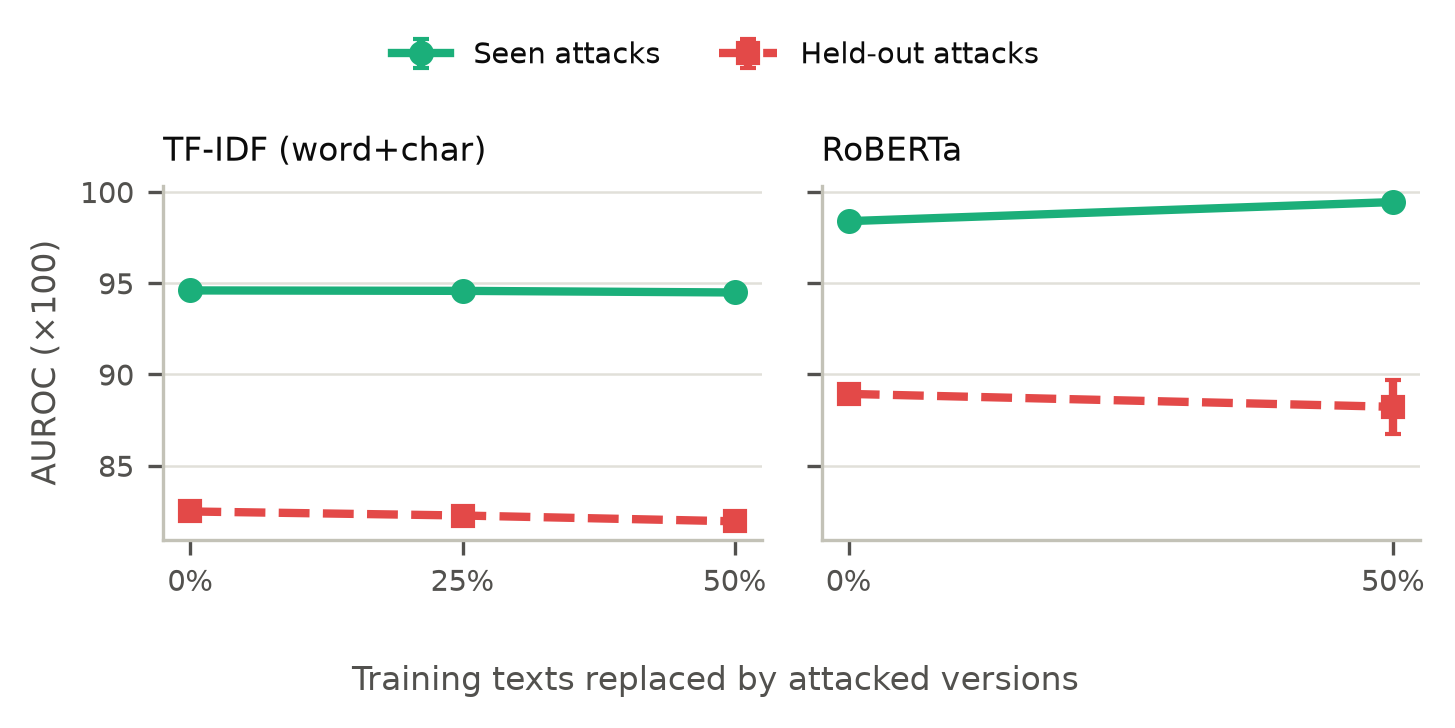 Seen attacks
Held-out attacks
TF-IDF (word+char)
RoBERTa
AUROC (×100)
100
95
90
85
0%
25%
50%
0%
50%
Training texts replaced by attacked versions